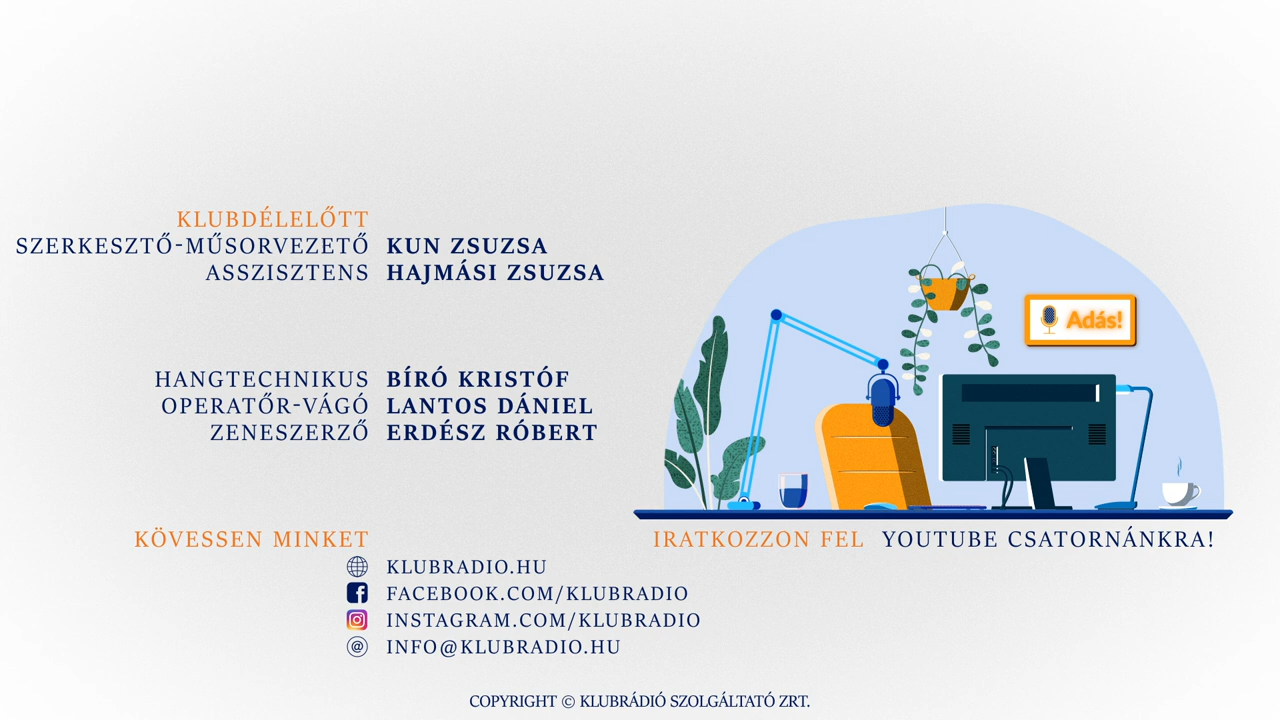 KLUBDÉLELŐTT
SZERKESZTŐ-MŰSORVEZETŐ KUN ZSUZSA
ASSZISZTENS HAJMÁSI ZSUZSA
HANGTECHNIKUS BÍRÓ KRISTÓF
OPERATŐR-VÁGÓ LANTOS DÁNIEL
ZENESZERZŐ ERDÉSZ RÓBERT
Adás!
KÖVESSEN MINKET
KLUBRADIO.HU
FACEBOOK.COM/KLUBRADIO
INSTAGRAM.COM/KLUBRADIO
INFO@KLUBRADIO.HU
IRATKOZZON FEL YOUTUBE CSATORNÁNKRA!
COPYRIGHT © KLUBRÁDIÓ SZOLGÁLTATÓ ZRT.